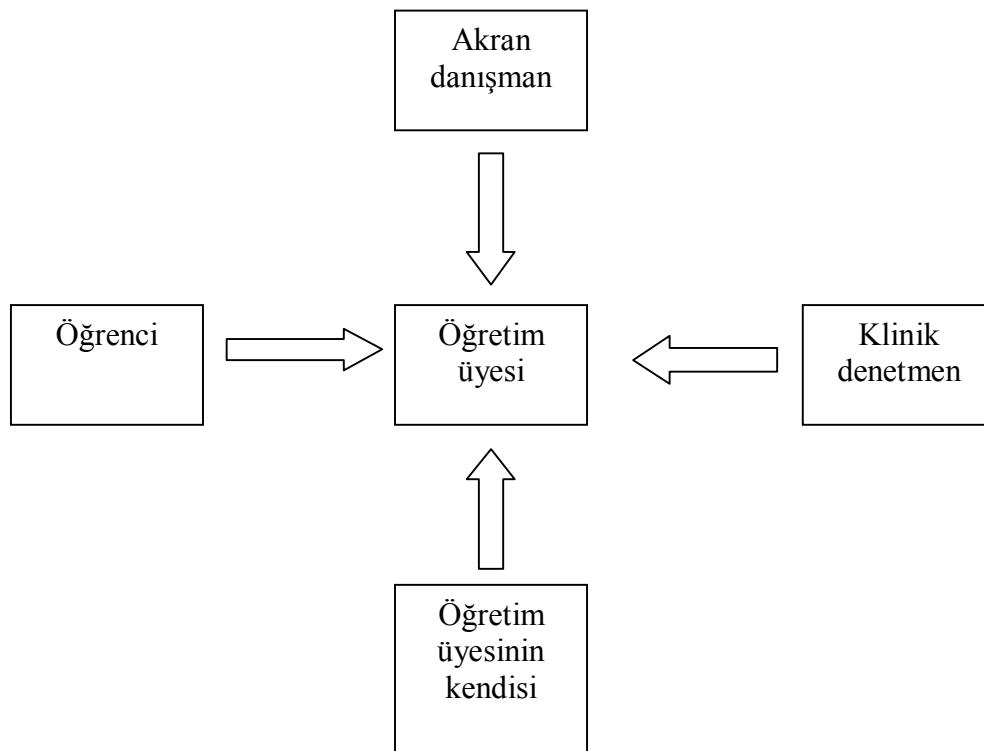 Akran
danışman
Öğrenci
Öğretim
üyesi
Klinik
denetmen
Öğretim
üyesinin
kendisi